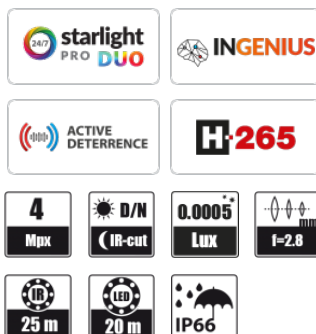 24/7
starlight
PRO DUO
INGENIUS
ACTIVE
DETERRENCE
H·265
4
Mpx
D/N
IR-cut
0.0005
Lux
mm
f=2.8
IR
25 m
LED
20 m
IP66